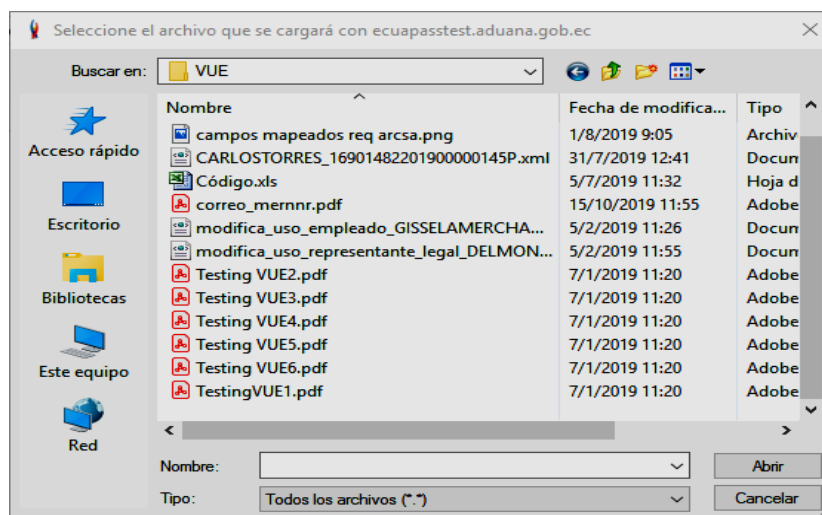 Seleccione el archivo que se cargará con ecuapasstest.aduana.gob.ec
Buscar en: VUE
Nombre Fecha de modifica... Tipo
campos mapeados req arcsa.png 1/8/2019 9:05 Archiv
CARLOSTORRES_16901482201900000145P.xml 31/7/2019 12:41 Docum
Código.xls 5/7/2019 11:32 Hoja d
correo_mernnr.pdf 15/10/2019 11:55 Adobe
modifica_uso_empleado_GISSELAMERCHA... 5/2/2019 11:26 Docum
modifica_uso_representante_legal_DELMON... 5/2/2019 11:55 Docum
Testing VUE2.pdf 7/1/2019 11:20 Adobe
Testing VUE3.pdf 7/1/2019 11:20 Adobe
Testing VUE4.pdf 7/1/2019 11:20 Adobe
Testing VUE5.pdf 7/1/2019 11:20 Adobe
Testing VUE6.pdf 7/1/2019 11:20 Adobe
TestingVUE1.pdf 7/1/2019 11:20 Adobe
Acceso rápido
Escritorio
Bibliotecas
Este equipo
Red
Nombre: Abrir
Tipo: Todos los archivos (*.*) Cancelar